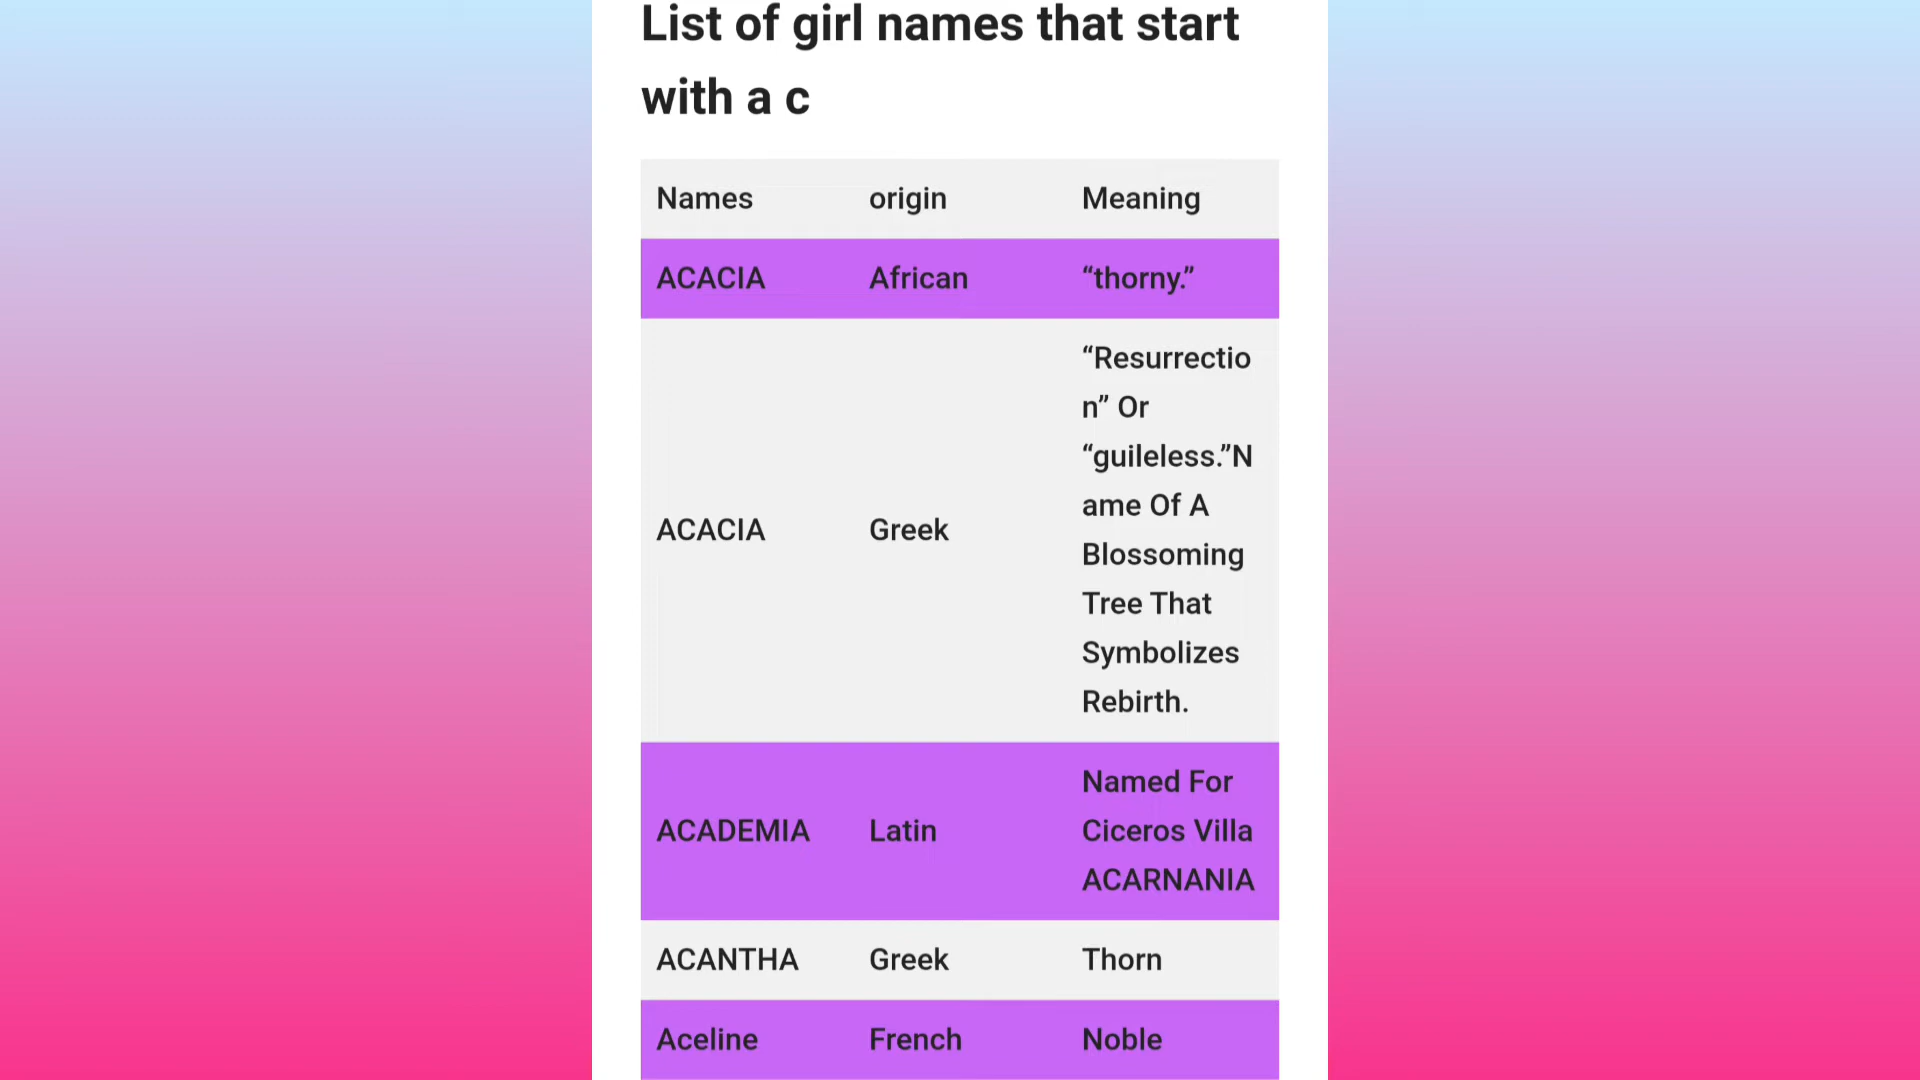 List of girl names that start
with a c
Names origin Meaning
ACACIA African “thorny.”
ACACIA Greek “Resurrectio
n” Or
“guileless.”N
ame Of A
Blossoming
Tree That
Symbolizes
Rebirth.
ACADEMIA Latin Named For
Ciceros Villa
ACARNANIA
ACANTHA Greek Thorn
Aceline French Noble